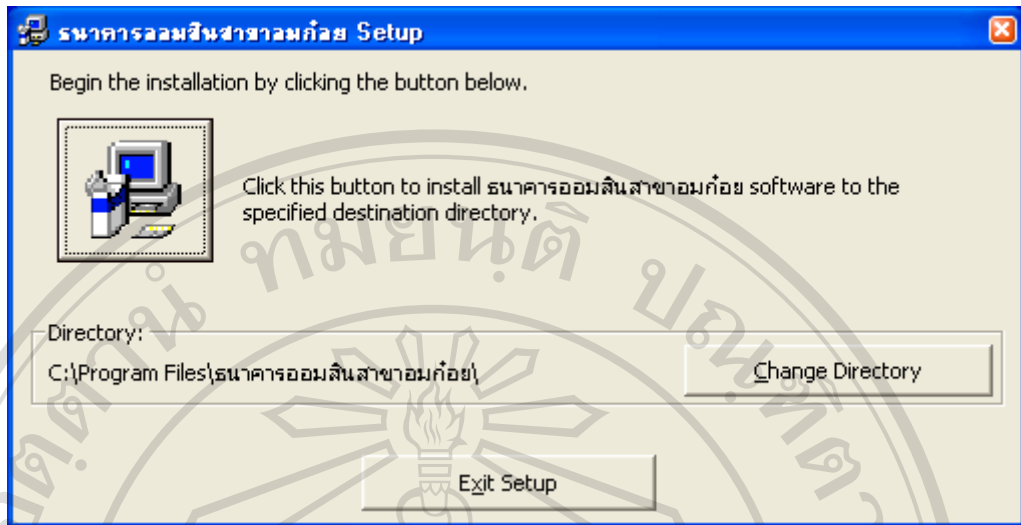 ธนาคารออมสินสาขาอมก๋อย Setup
Begin the installation by clicking the button below.
Click this button to install ธนาคารออมสินสาขาอมก๋อย software to the
specified destination directory.
Directory:
C:\Program Files\ธนาคารออมสินสาขาอมก๋อย\
Change Directory
Exit Setup